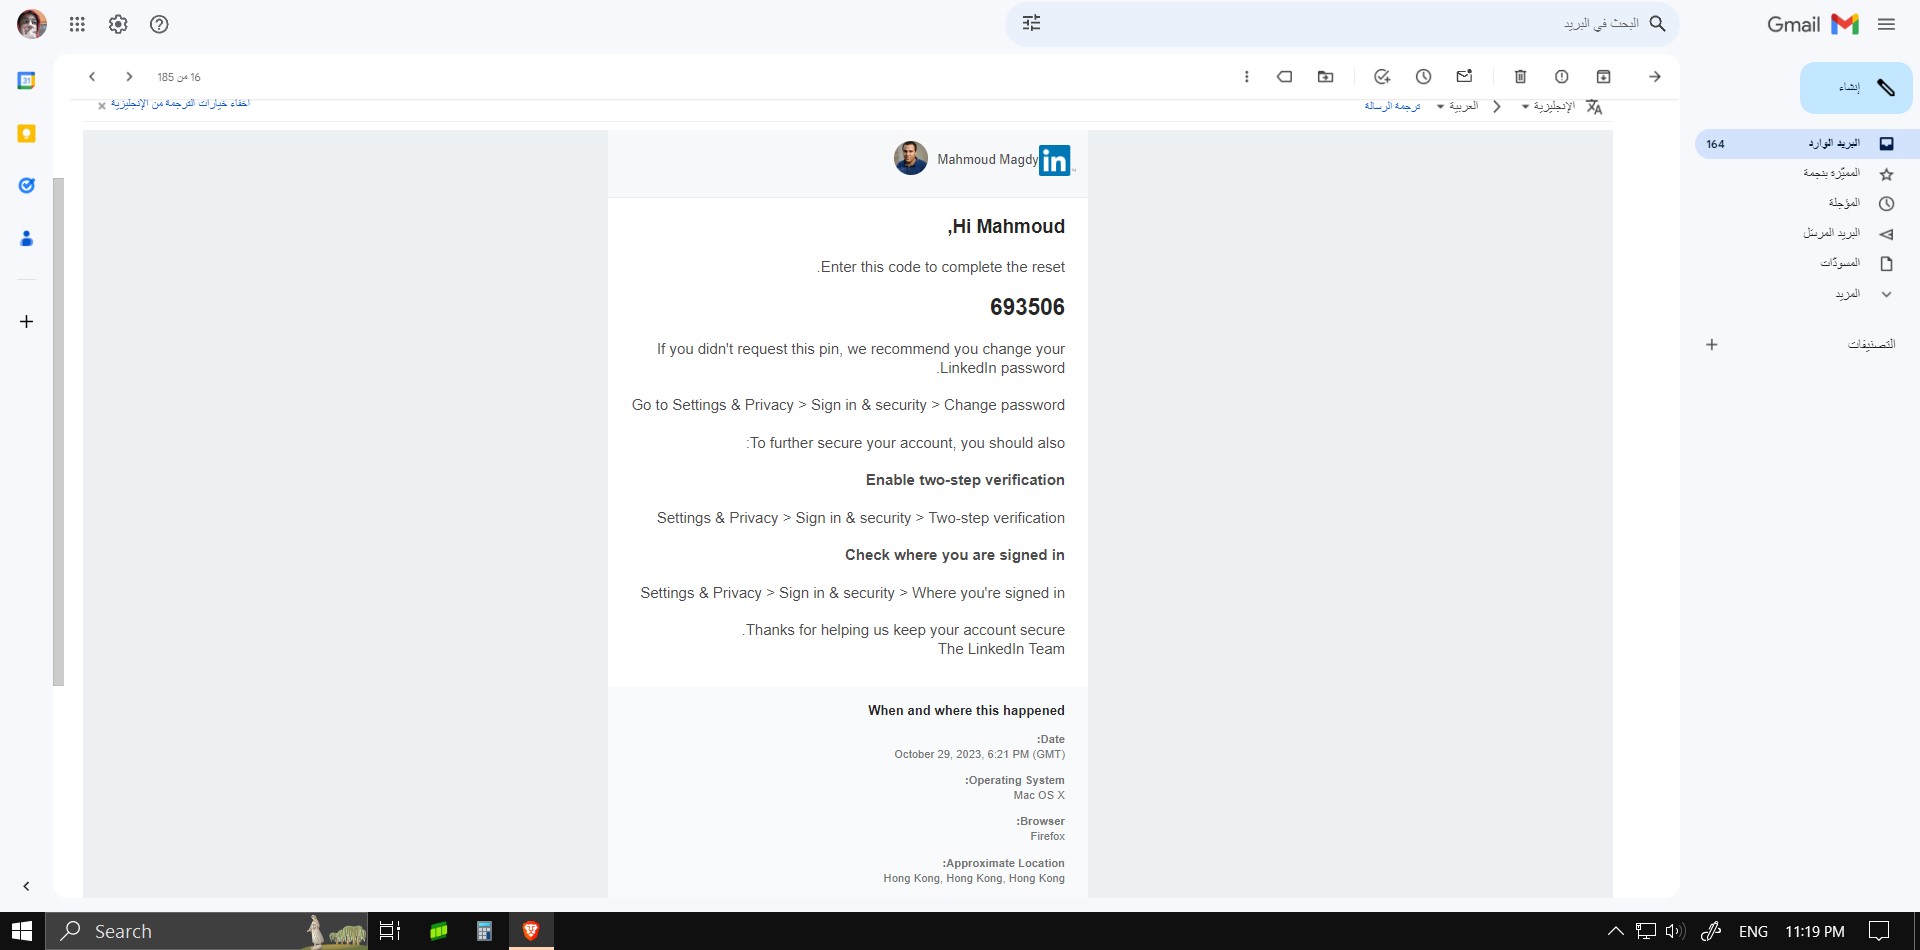 البحث في البريد
Gmail
16 من 185
إنشاء
اخفاء خيارات الترجمة من الإنجليزية
الإنجليزية
العربية
ترجمة الرسالة
البريد الوارد
164
المميّزة بنجمة
المؤجلة
البريد المرسَل
المسودّات
المزيد
التصنيفات
Mahmoud Magdy
in
,Hi Mahmoud
.Enter this code to complete the reset
693506
If you didn't request this pin, we recommend you change your
.LinkedIn password
Go to Settings & Privacy > Sign in & security > Change password
:To further secure your account, you should also
Enable two-step verification
Settings & Privacy > Sign in & security > Two-step verification
Check where you are signed in
Settings & Privacy > Sign in & security > Where you're signed in
.Thanks for helping us keep your account secure
The LinkedIn Team
When and where this happened
:Date
October 29, 2023, 6:21 PM (GMT)
:Operating System
Mac OS X
:Browser
Firefox
:Approximate Location
Hong Kong, Hong Kong, Hong Kong
Search
ENG
11:19 PM